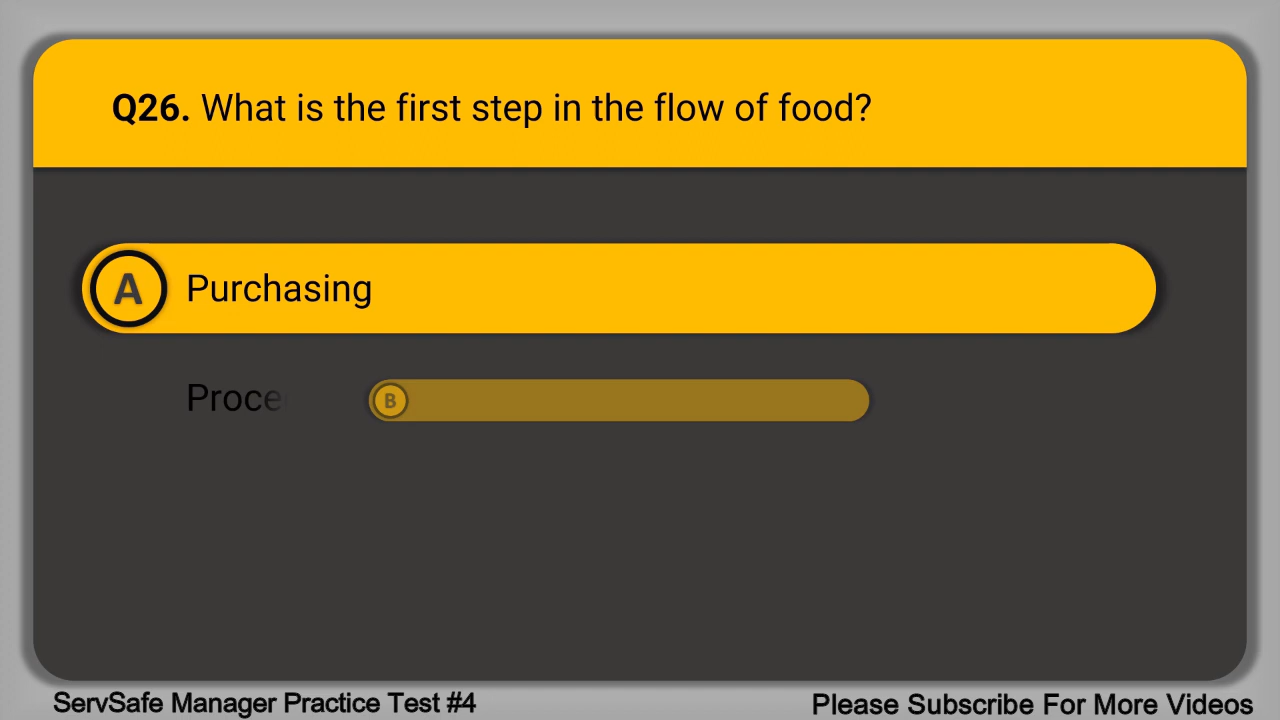 Q26. What is the first step in the flow of food?
A Purchasing
B
ServSafe Manager Practice Test #4
Please Subscribe For More Videos